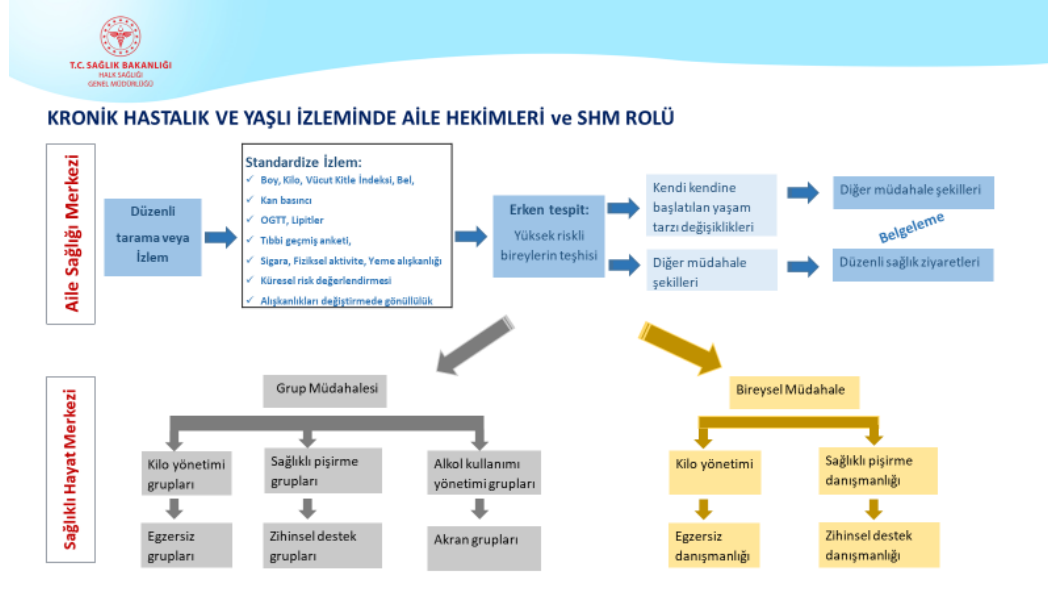 T.C. SAĞLIK BAKANLIĞI
HALK SAĞLIĞI
GENEL MÜDÜRLÜĞÜ
KRONİK HASTALIK VE YAŞLI İZLEMİNDE AİLE HEKİMLERİ ve SHM ROLÜ
Aile Sağlığı Merkezi
Düzenli
tarama veya
İzlem
Standardize İzlem:
✓ Boy, Kilo, Vücut Kitle İndeksi, Bel,
✓ Kan basıncı
✓ OGTT, Lipitler
✓ Tıbbi geçmiş anketi,
✓ Sigara, Fiziksel aktivite, Yeme alışkanlığı
✓ Küresel risk değerlendirmesi
✓ Alışkanlıkları değiştirmede gönüllülük
Erken tespit:
Yüksek riskli
bireylerin teşhisi
Kendi kendine
başlatılan yaşam
tarzı değişiklikleri
Diğer müdahale
şekilleri
Diğer müdahale şekilleri
Belgeleme
Düzenli sağlık ziyaretleri
Sağlıklı Hayat Merkezi
Grup Müdahalesi
Kilo yönetimi
grupları
Sağlıklı pişirme
grupları
Alkol kullanımı
yönetimi grupları
Egzersiz
grupları
Zihinsel destek
grupları
Akran grupları
Bireysel Müdahale
Kilo yönetimi
Sağlıklı pişirme
danışmanlığı
Egzersiz
danışmanlığı
Zihinsel destek
danışmanlığı